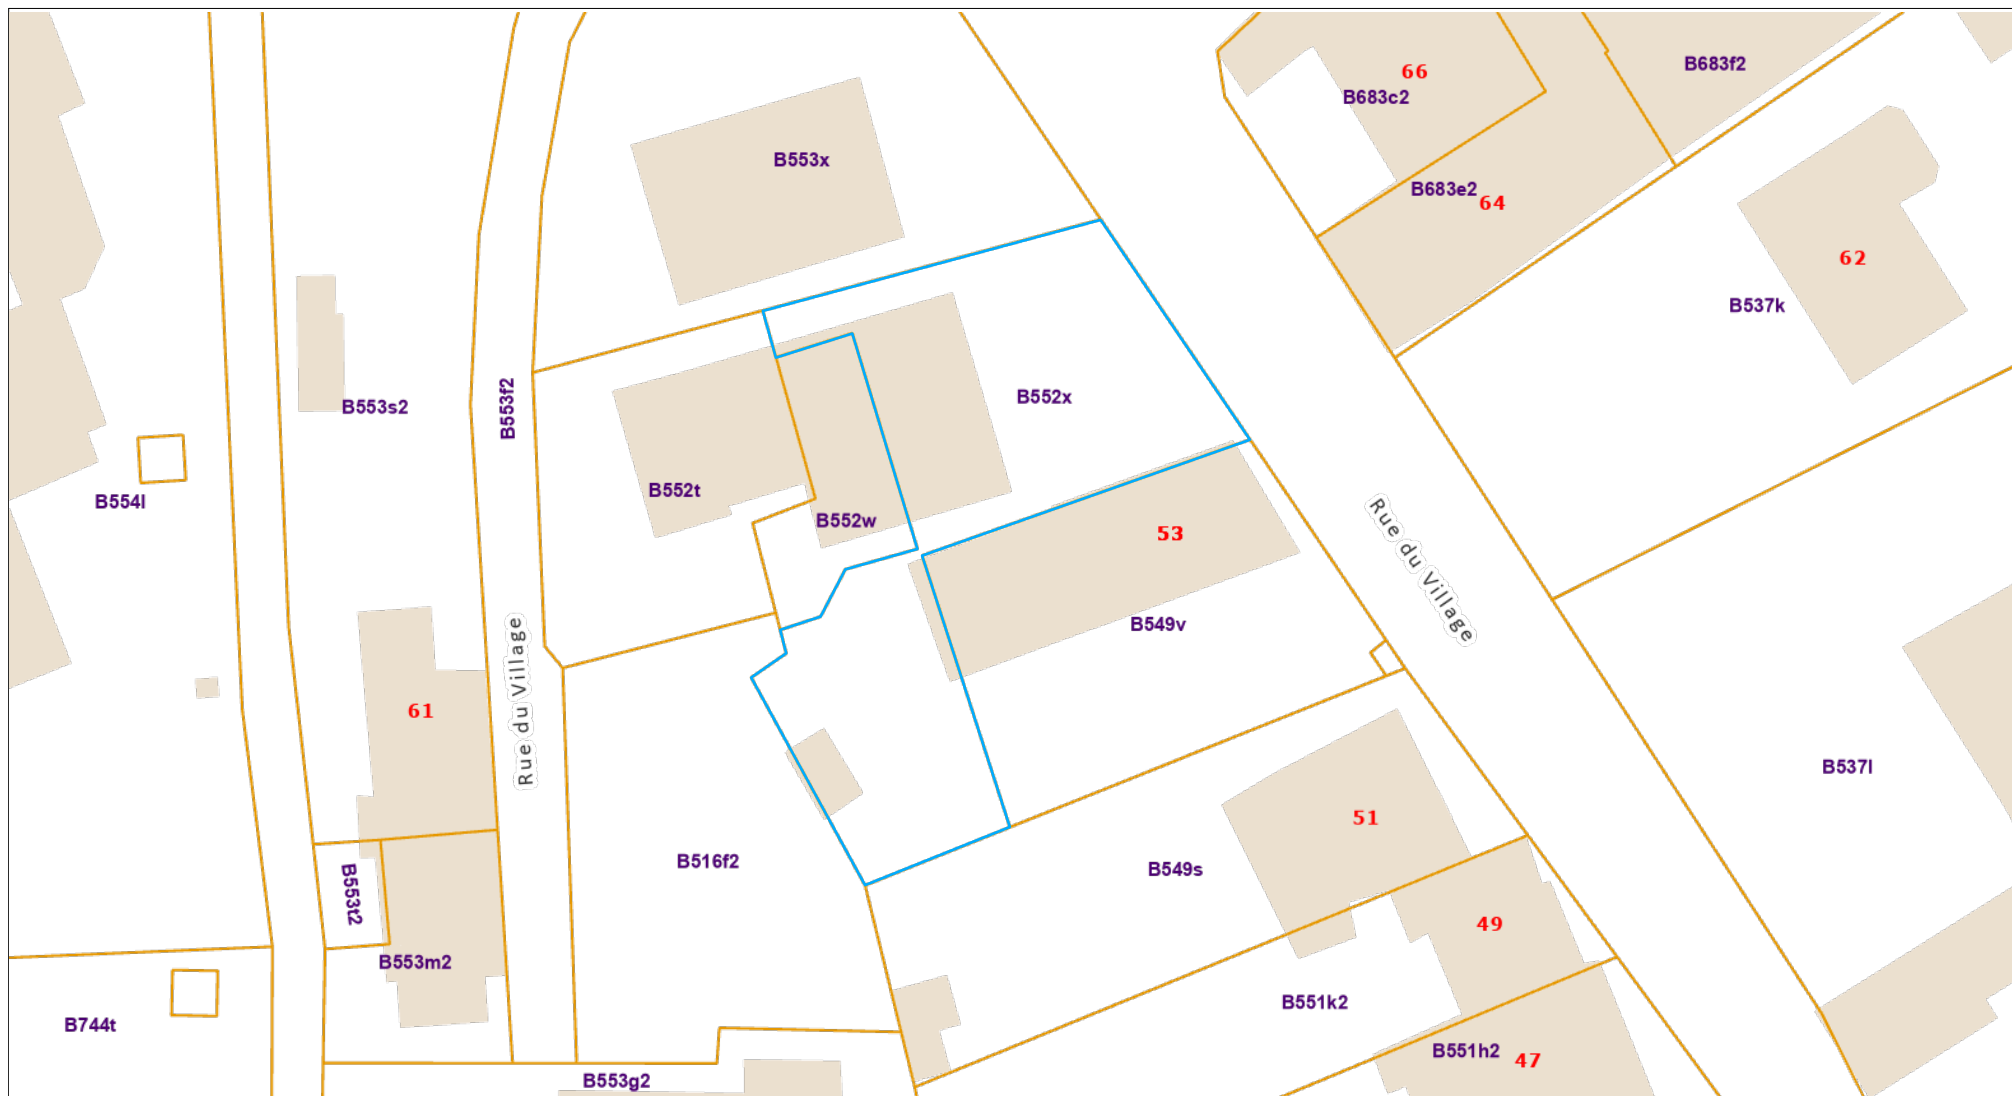 B683f2
66
B683c2
B553x
B683e2
64
62
B537k
B552x
B553f2
B553s2
B552t
B554l
B552w
53
Rue du Village
B549v
Rue du Village
61
B537l
51
B516f2
B549s
B553t2
49
B553m2
B551k2
B744t
B551h2
47
B553g2